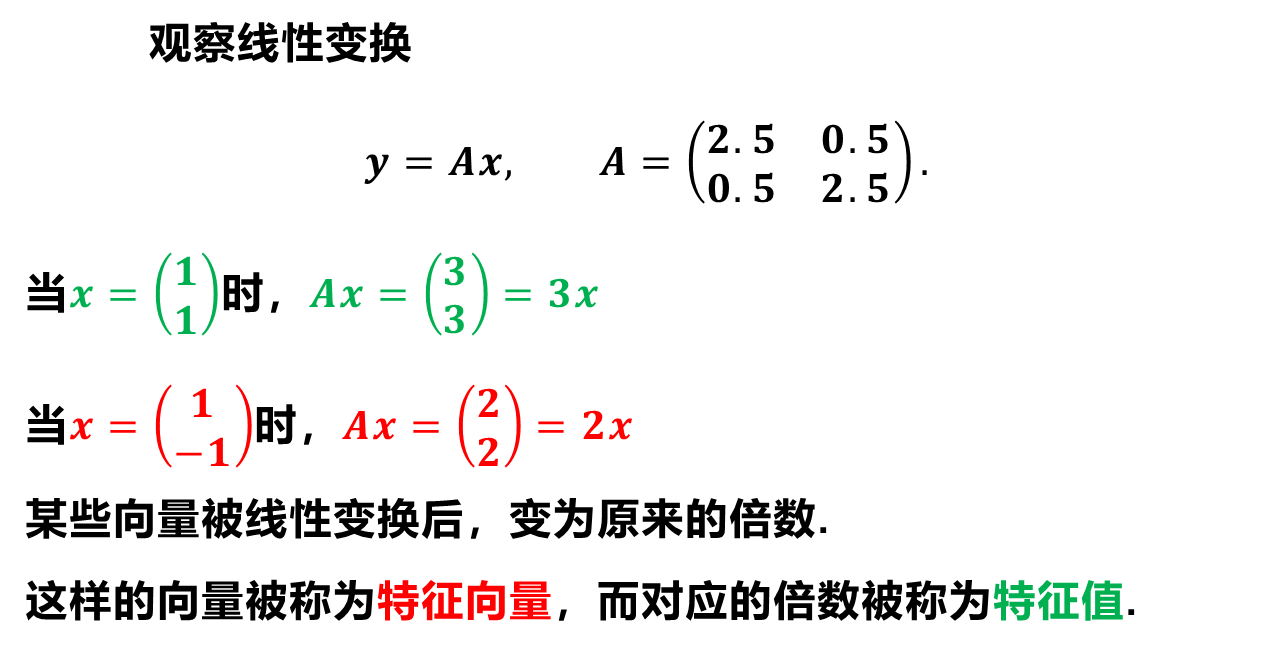 观察线性变换
y = Ax, A = (2.5 0.5
0.5 2.5).
当x = (1
1)时，Ax = (3
3) = 3x
当x = (1
−1)时，Ax = (2
2) = 2x
某些向量被线性变换后，变为原来的倍数.
这样的向量被称为特征向量，而对应的倍数被称为特征值.